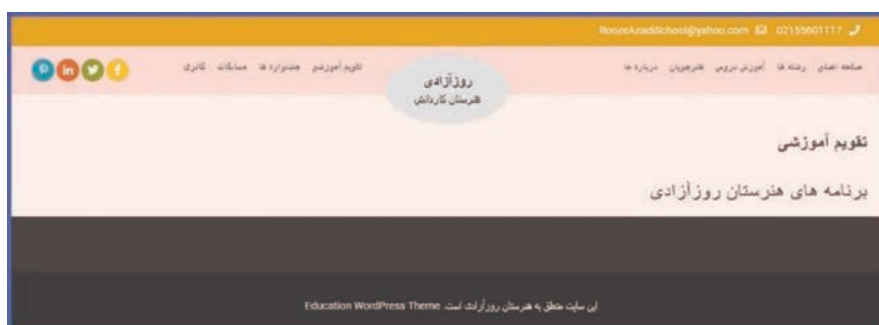 02155601117 RoozeAzadiSchool@yahoo.com
صفحه اصلی رشته ها آموزش دروس هنرجویان درباره ما
روزآزادی
هنرستان کاردانش
تقویم آموزشی جشنواره ها مسابقات گالری
تقویم آموزشی
برنامه های هنرستان روزآزادی
این سایت متعلق به هنرستان روزآزادی است. Education WordPress Theme